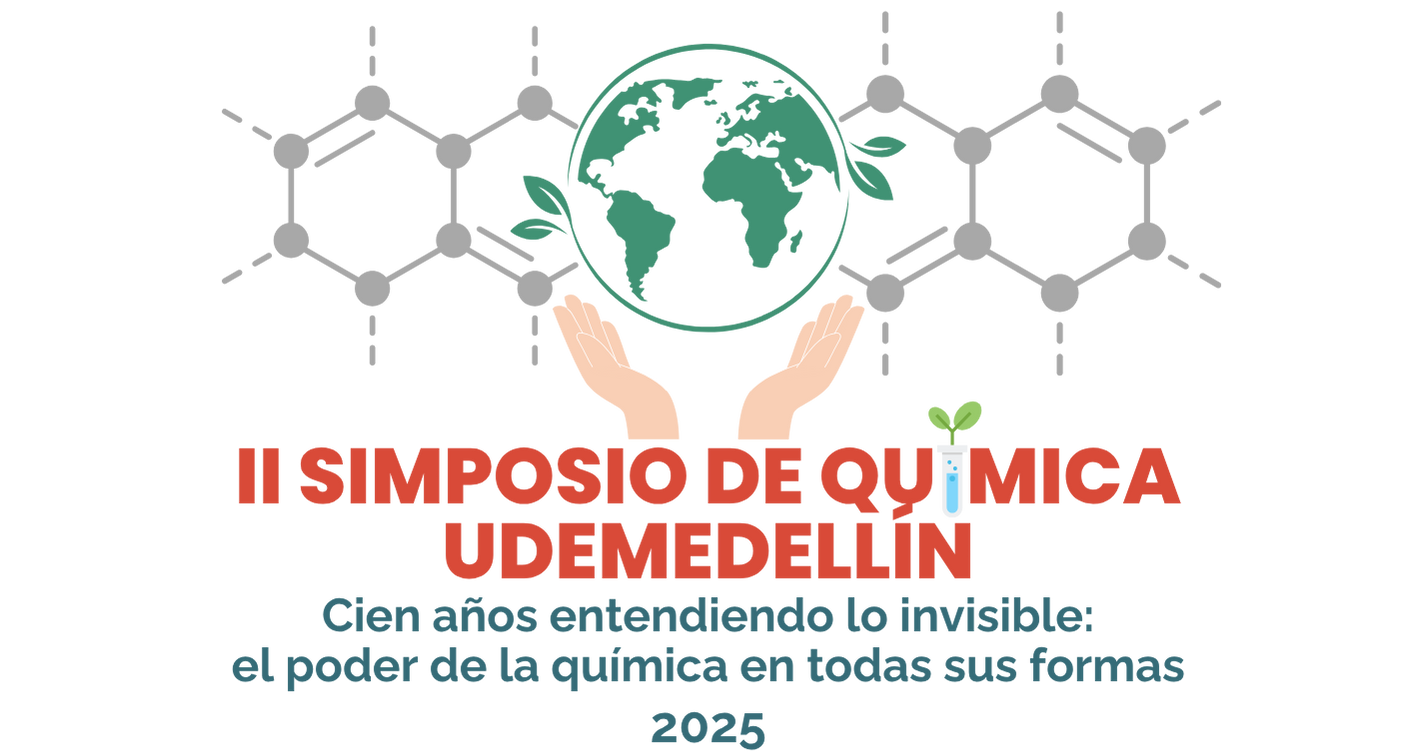 II SIMPOSIO DE QUÍMICA
UDEMEDELLÍN
Cien años entendiendo lo invisible:
el poder de la química en todas sus formas
2025